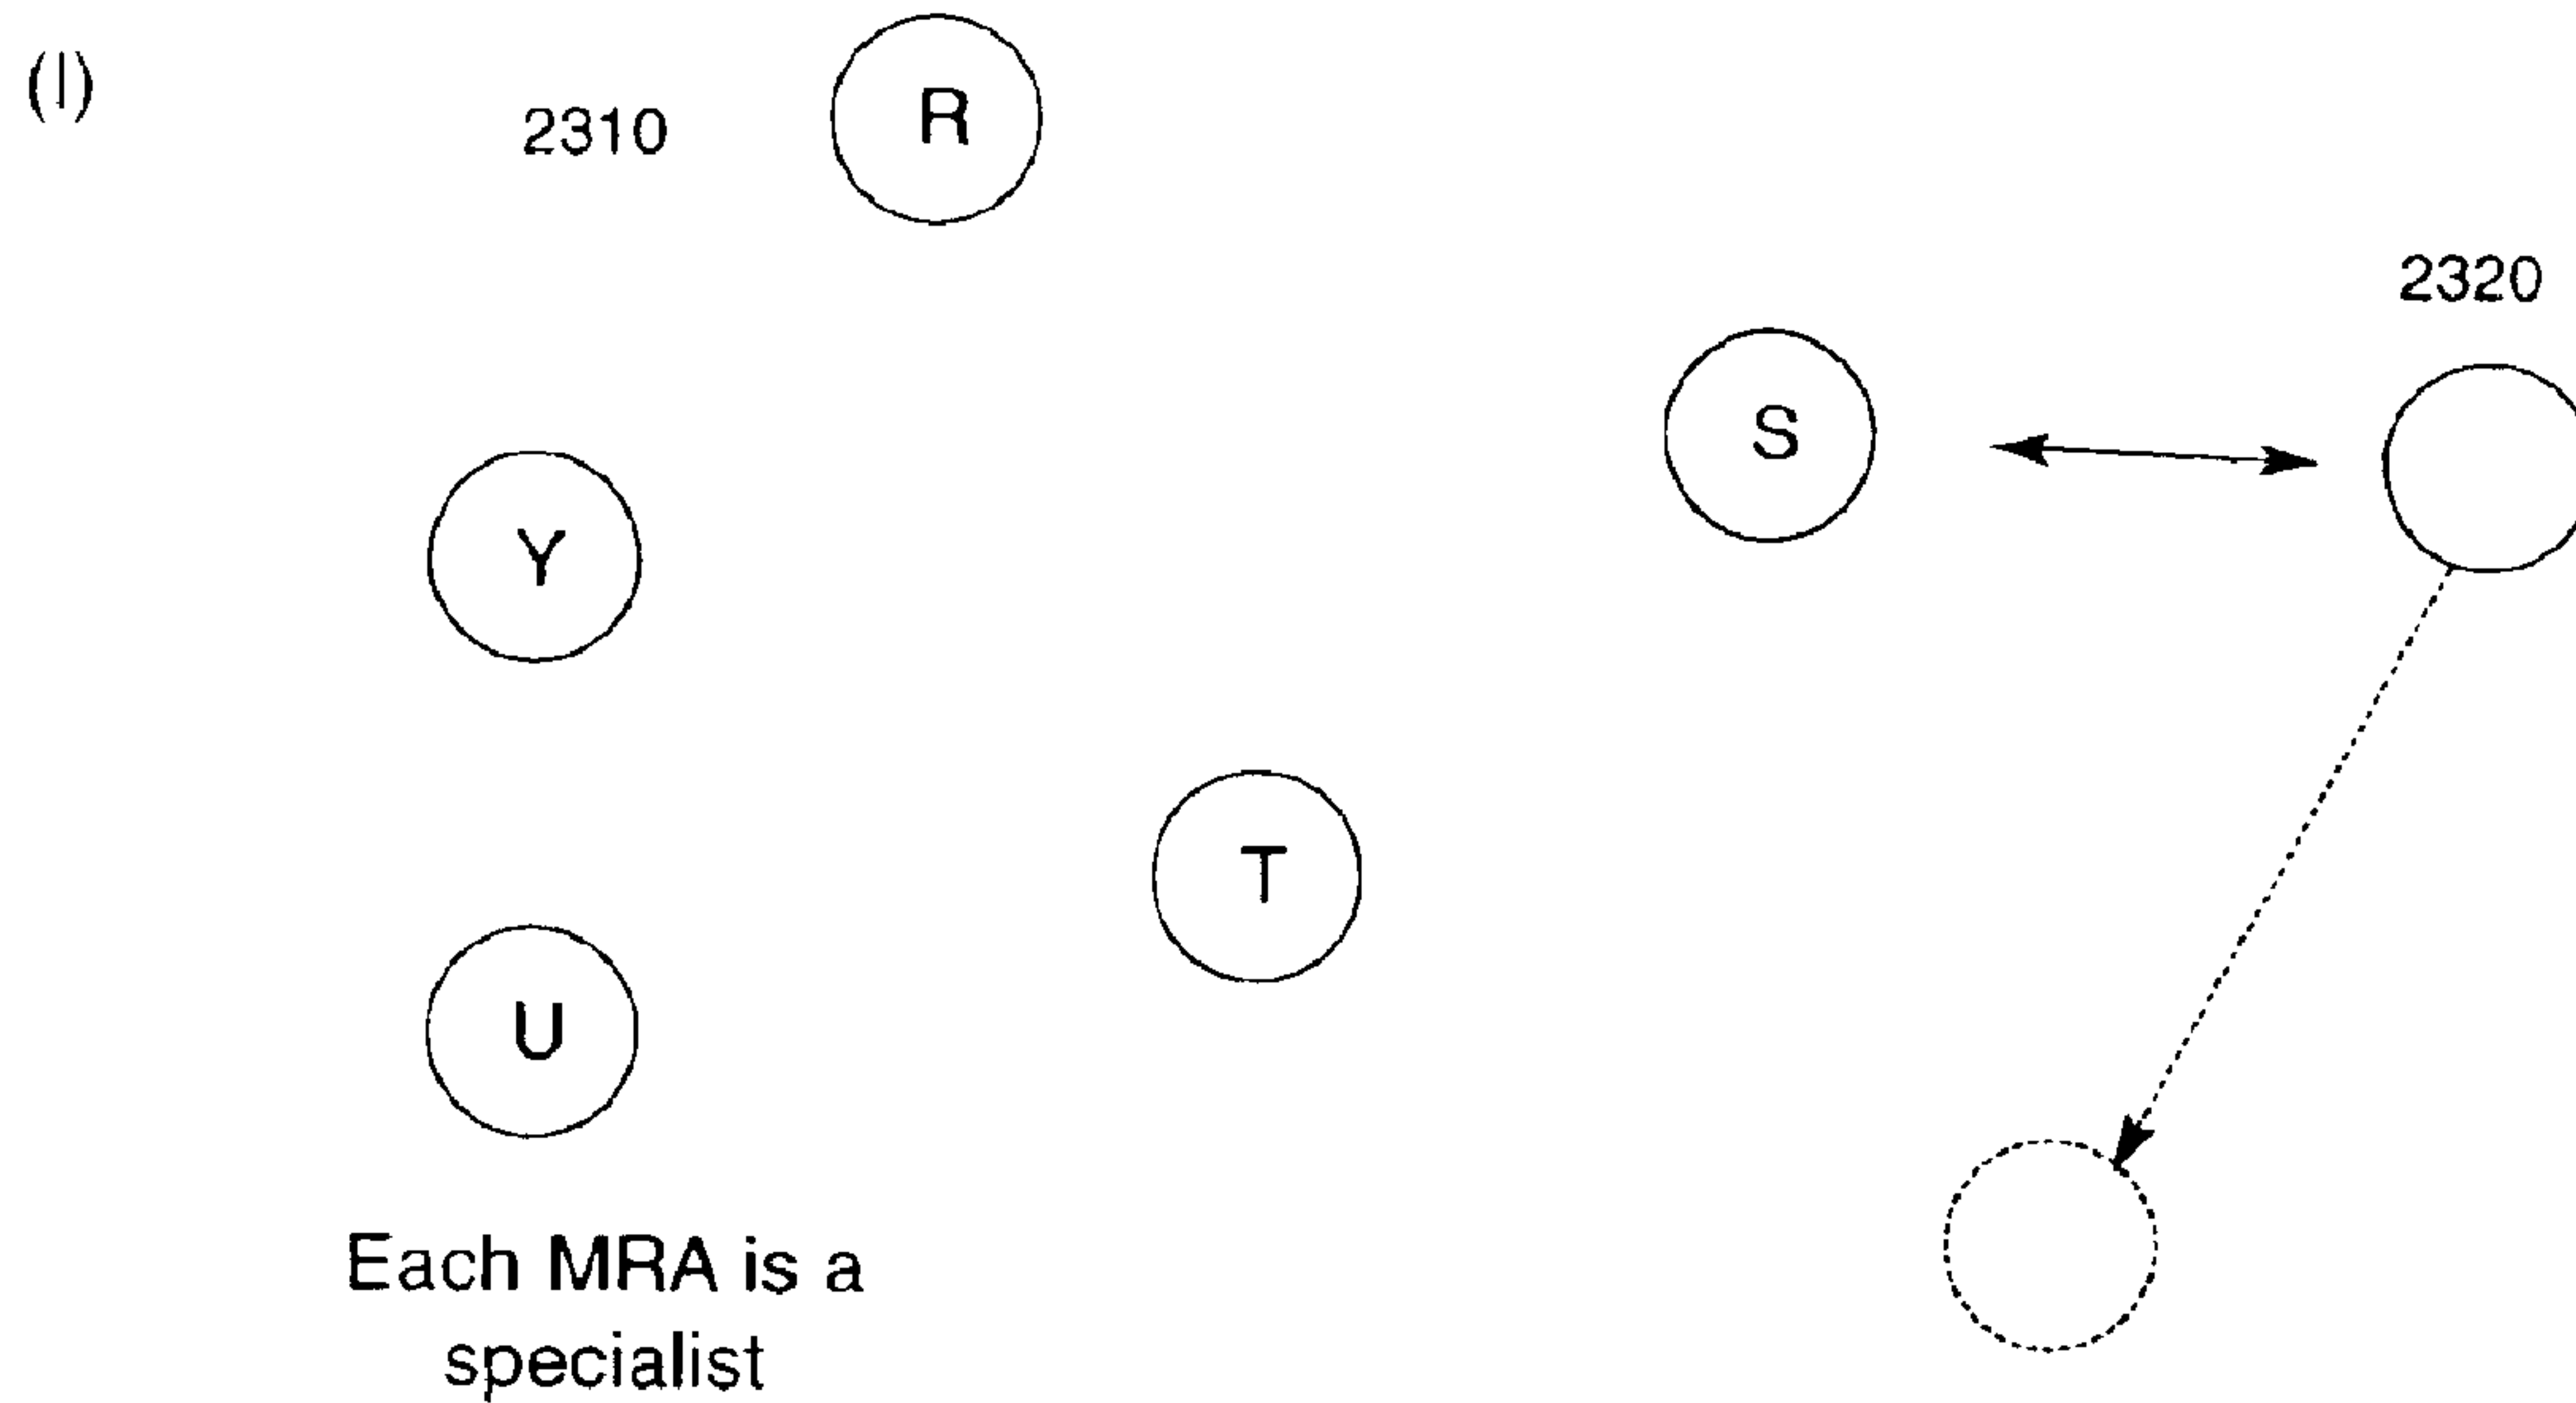 (I)
2310
R
2320
S
Y
T
U
Each MRA is a
specialist